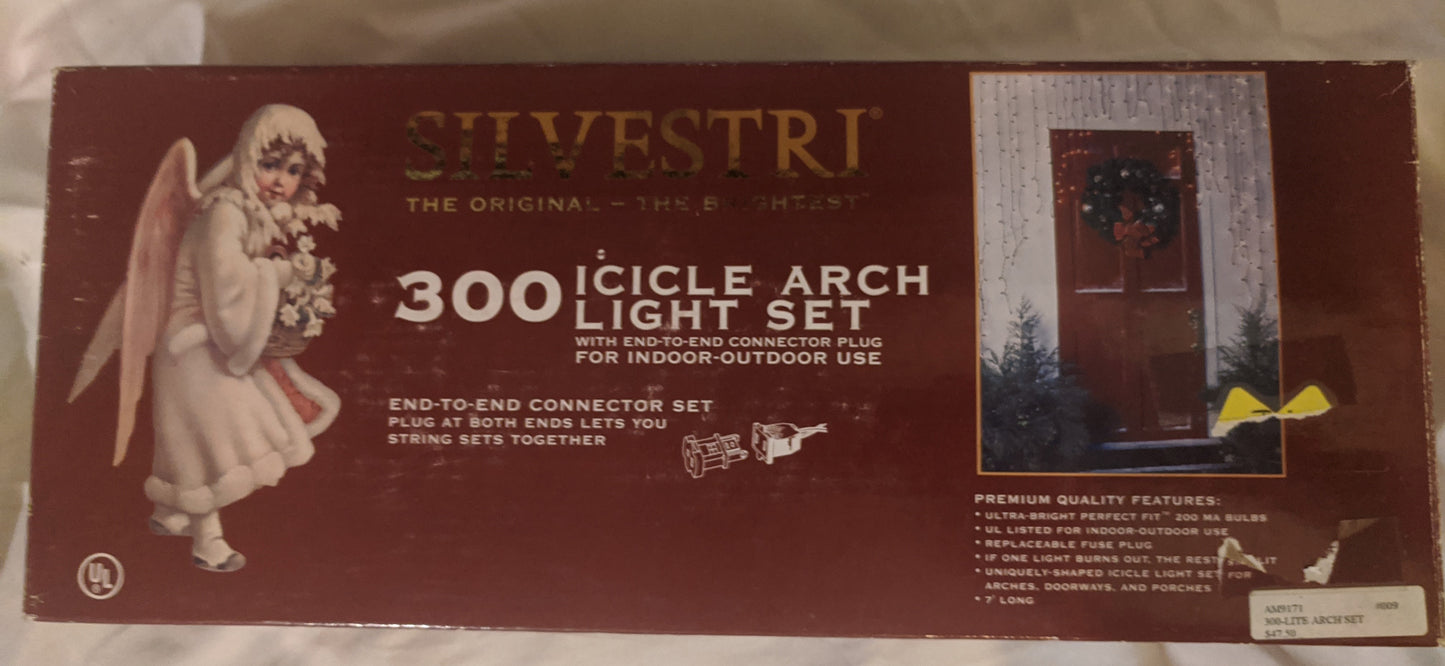 SILVESTRI®
THE ORIGINAL – THE BRIGHTEST™
300 ICICLE ARCH
LIGHT SET
WITH END-TO-END CONNECTOR PLUG
FOR INDOOR-OUTDOOR USE
END-TO-END CONNECTOR SET
PLUG AT BOTH ENDS LETS YOU
STRING SETS TOGETHER
PREMIUM QUALITY FEATURES:
• ULTRA-BRIGHT PERFECT FIT™ 200 MA BULBS
• UL LISTED FOR INDOOR-OUTDOOR USE
• REPLACEABLE FUSE PLUG
• IF ONE LIGHT BURNS OUT, THE REST LIT
• UNIQUELY-SHAPED ICICLE LIGHT SET FOR
ARCHES, DOORWAYS, AND PORCHES
• 7' LONG
UL®
AM9171 #009
300-LITE ARCH SET
$47.50